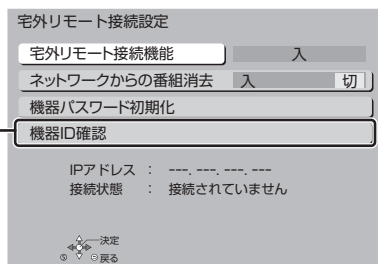 宅外リモート接続設定
宅外リモート接続機能 入
ネットワークからの番組消去 入 切
機器パスワード初期化
機器ID確認
IPアドレス : ---. ---. ---. ---
接続状態 : 接続されていません
決定
戻る